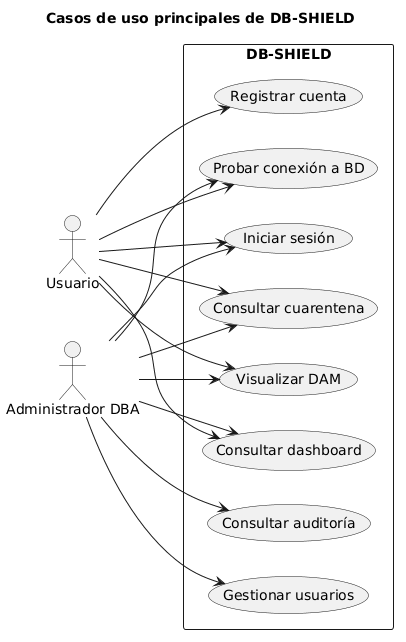 Casos de uso principales de DB-SHIELD
DB-SHIELD
Registrar cuenta
Probar conexión a BD
Iniciar sesión
Usuario
Consultar cuarentena
Visualizar DAM
Administrador DBA
Consultar dashboard
Consultar auditoría
Gestionar usuarios